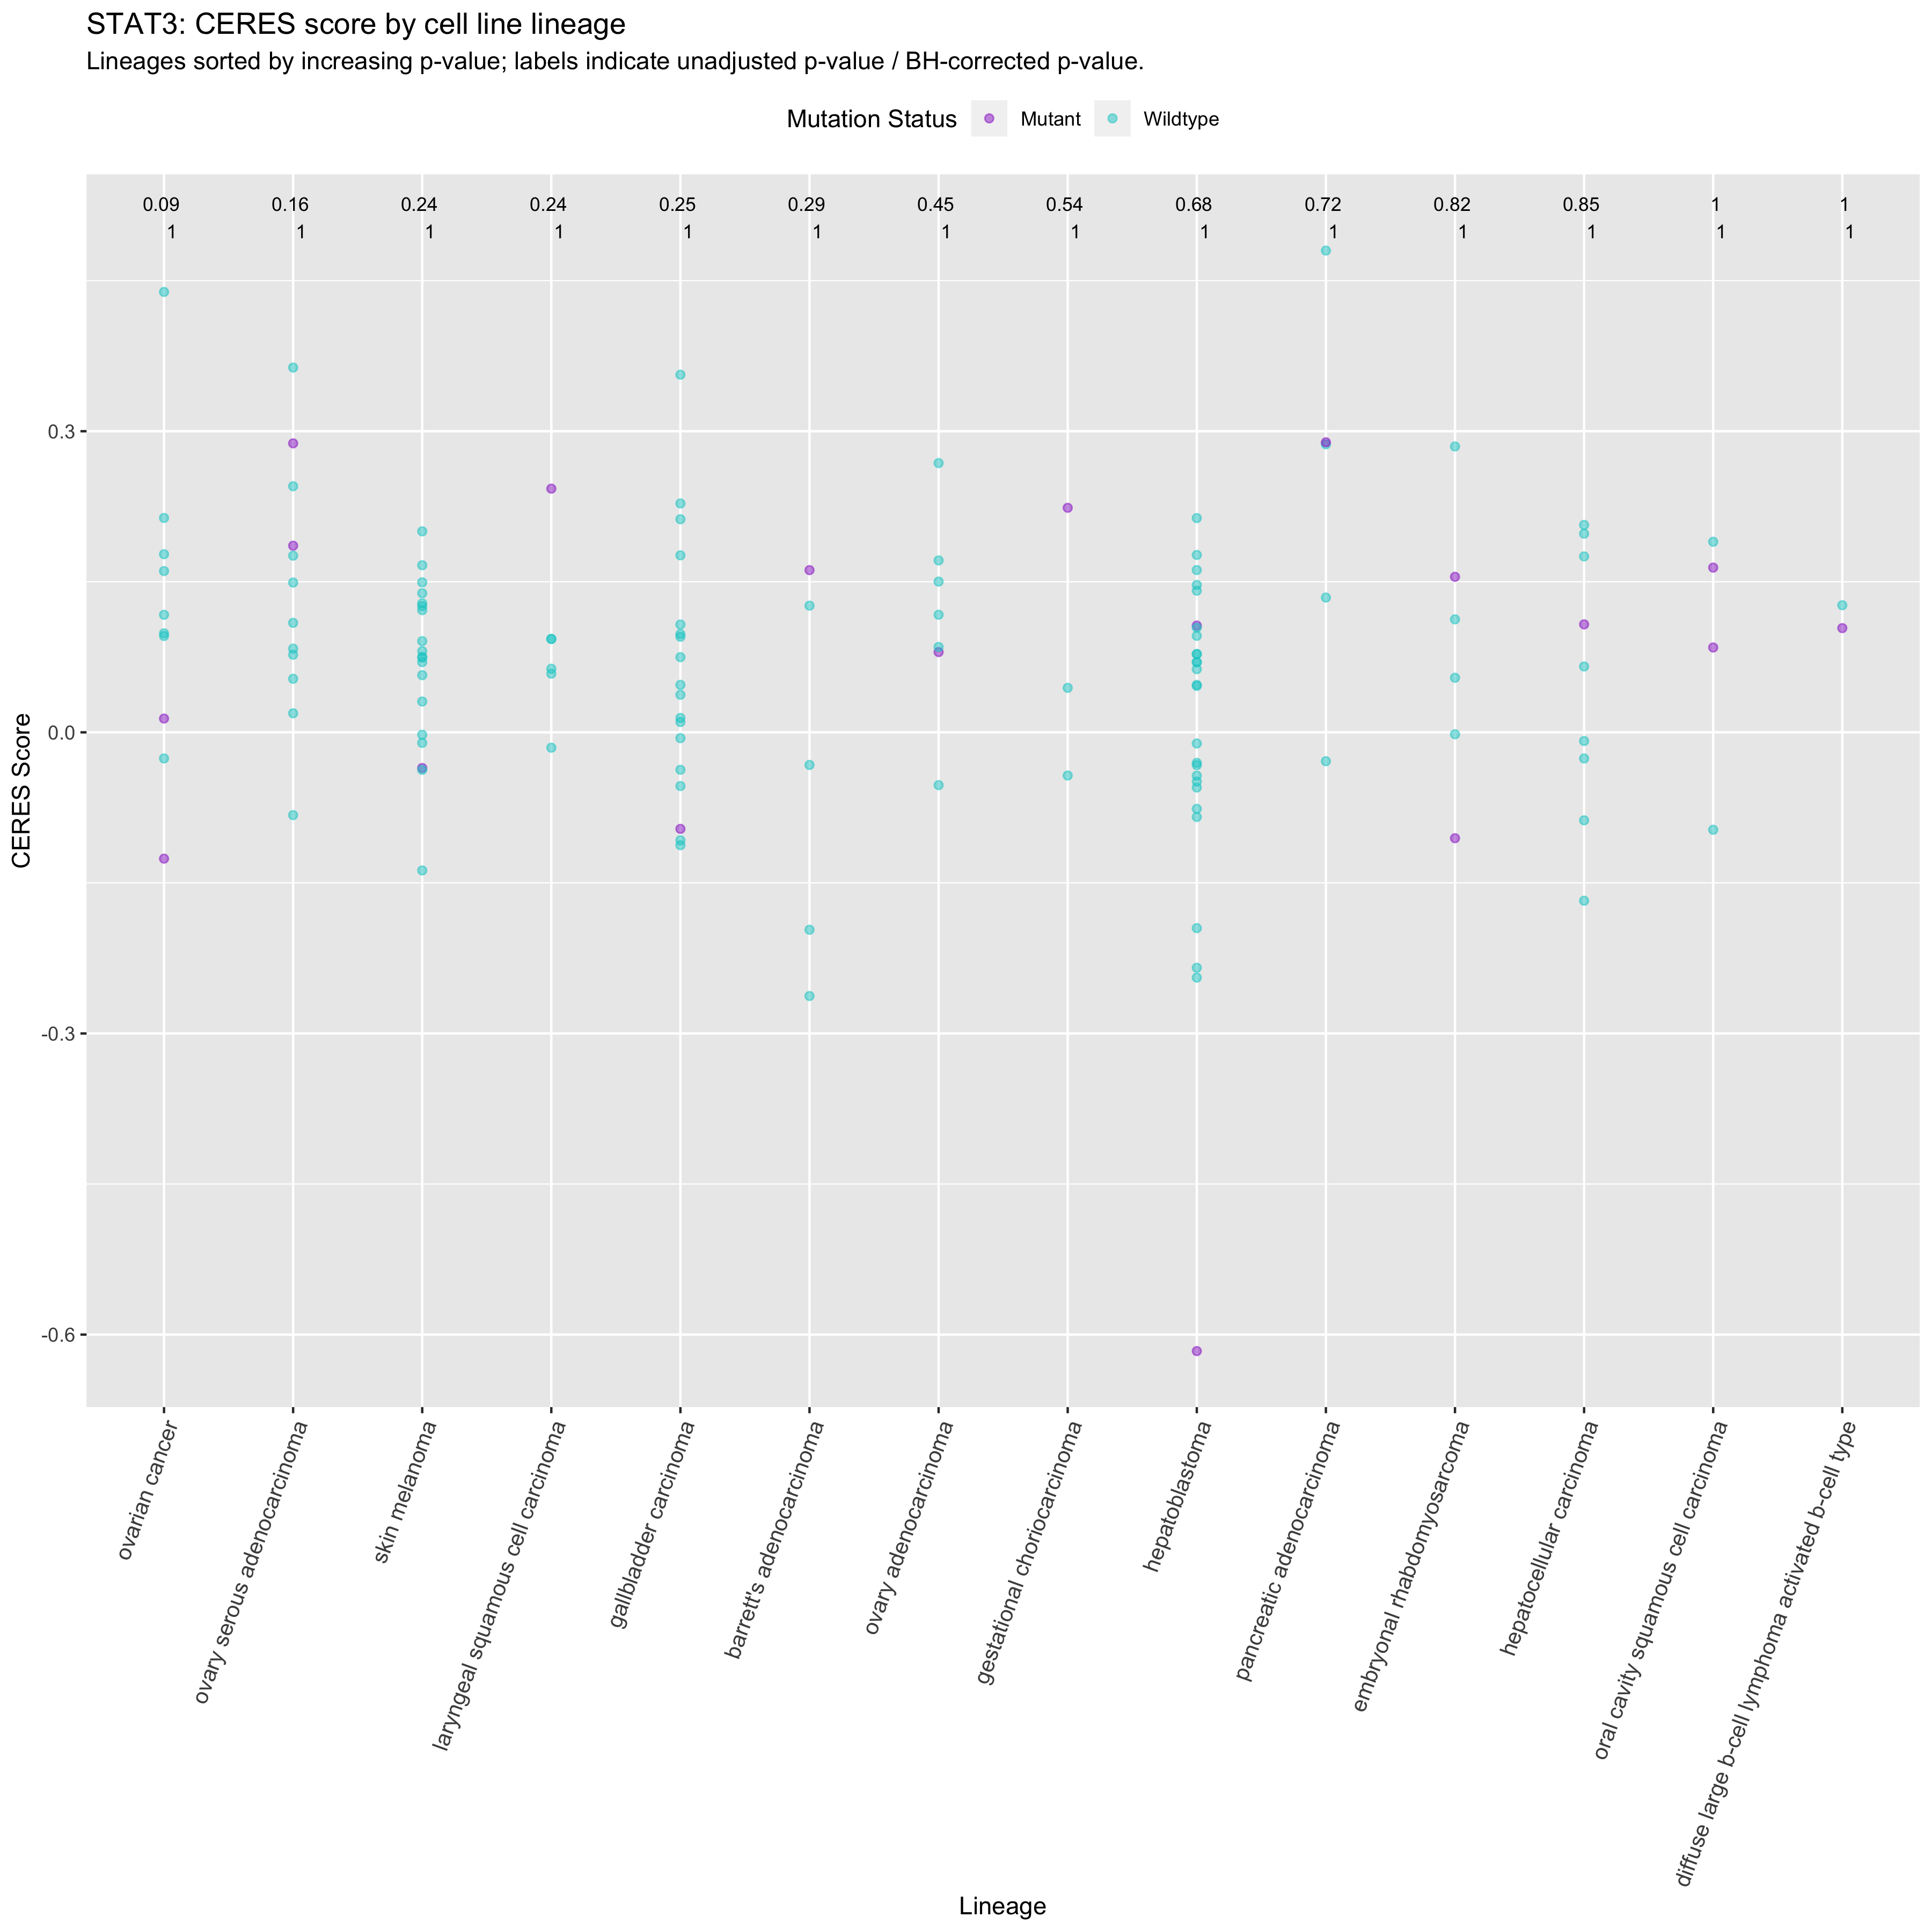 STAT3: CERES score by cell line lineage
Lineages sorted by increasing p-value; labels indicate unadjusted p-value / BH-corrected p-value.
Mutation Status Mutant Wildtype
0.09 0.16 0.24 0.24 0.25 0.29 0.45 0.54 0.68 0.72 0.82 0.85 1 1
1 1 1 1 1 1 1 1 1 1 1 1 1 1
0.3
0.0
-0.3
-0.6
CERES Score
ovarian cancer
ovary serous adenocarcinoma
skin melanoma
laryngeal squamous cell carcinoma
gallbladder carcinoma
barrett's adenocarcinoma
ovary adenocarcinoma
gestational choriocarcinoma
hepatoblastoma
pancreatic adenocarcinoma
embryonal rhabdomyosarcoma
hepatocellular carcinoma
oral cavity squamous cell carcinoma
diffuse large b-cell lymphoma activated b-cell type
Lineage